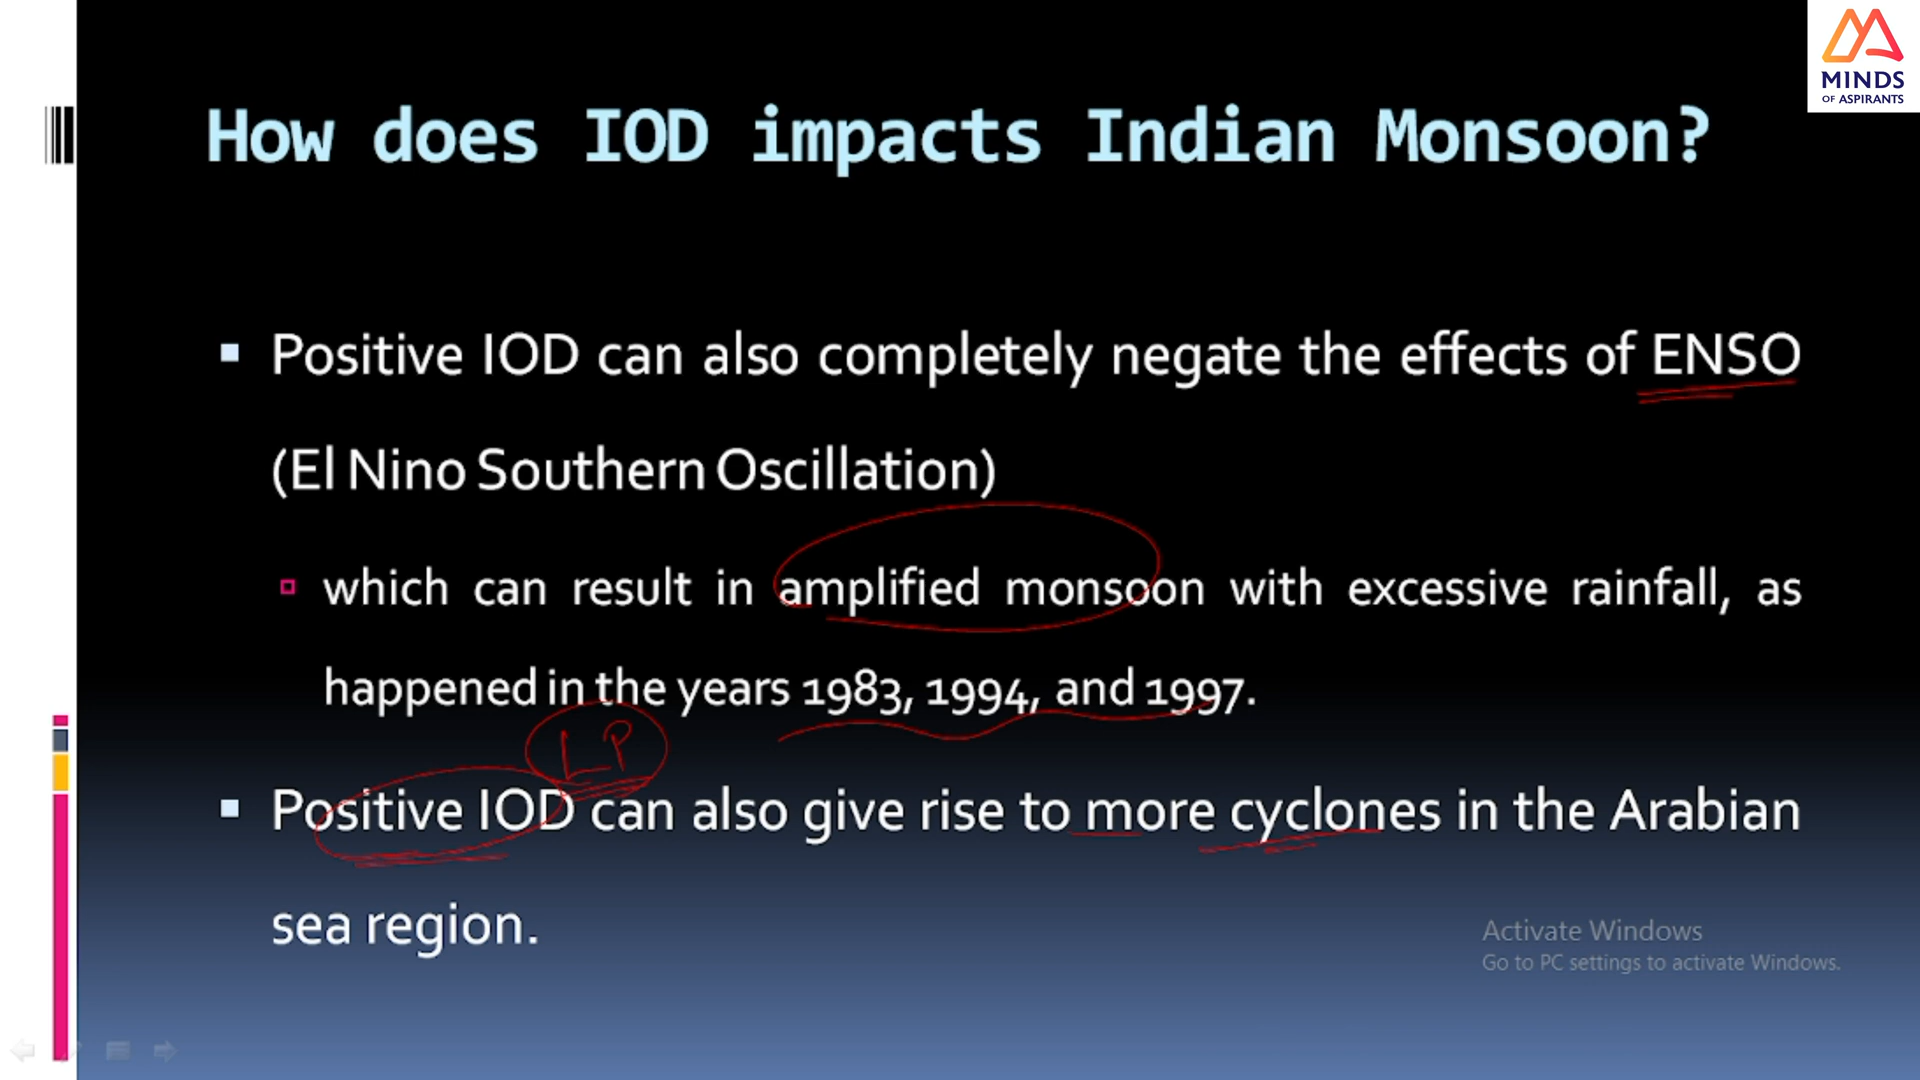 MINDS
OF ASPIRANTS
How does IOD impacts Indian Monsoon?
Positive IOD can also completely negate the effects of ENSO
(El Nino Southern Oscillation)
which can result in amplified monsoon with excessive rainfall, as
happened in the years 1983, 1994, and 1997.
LP
Positive IOD can also give rise to more cyclones in the Arabian
sea region.
Activate Windows
Go to PC settings to activate Windows.